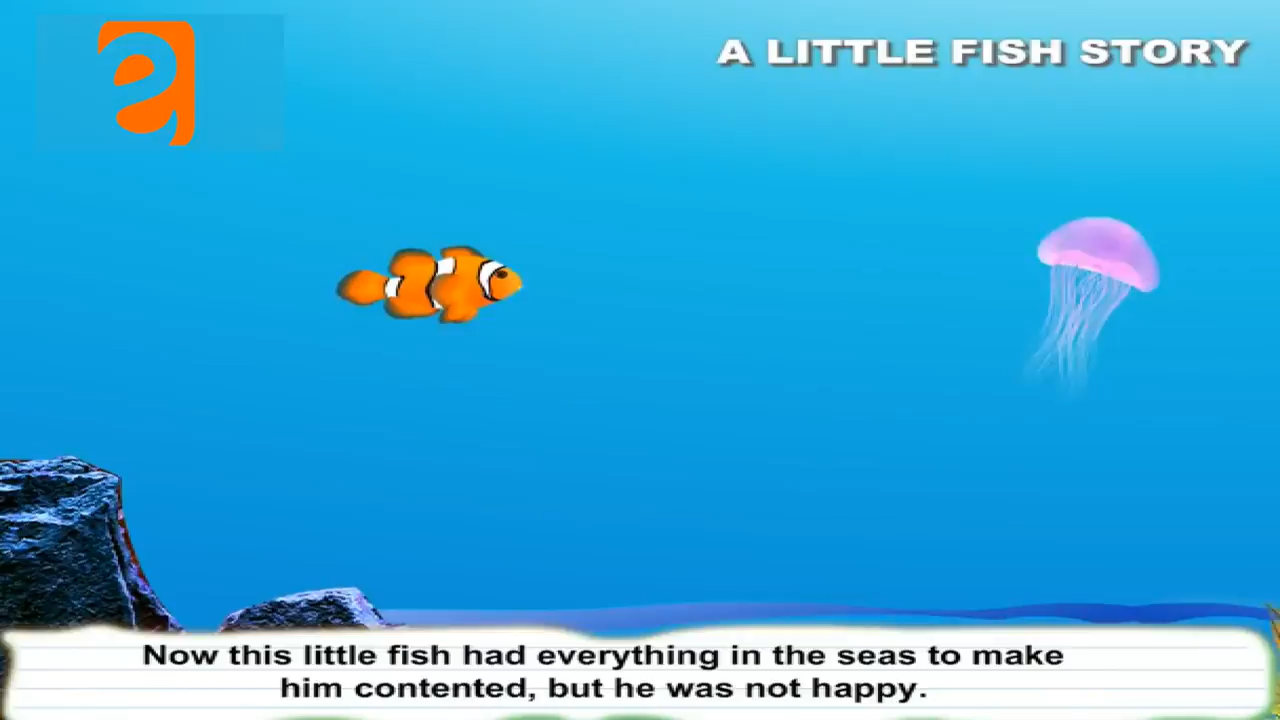 A LITTLE FISH STORY
Now this little fish had everything in the seas to make
him contented, but he was not happy.